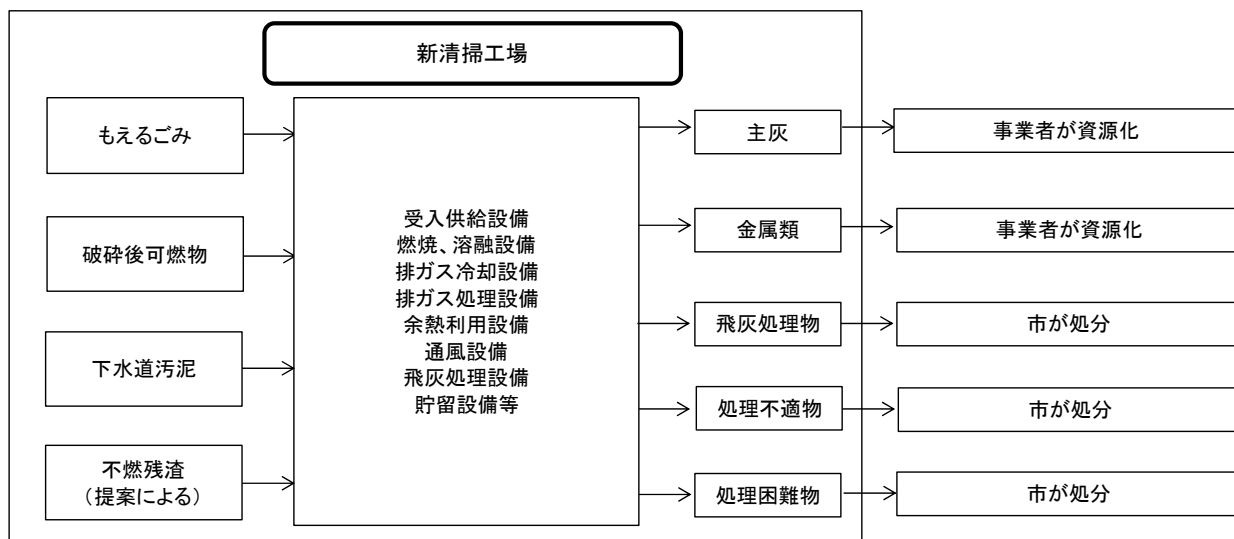 新清掃工場
もえるごみ
破砕後可燃物
下水道汚泥
不燃残渣
（提案による）
受入供給設備
燃焼、溶融設備
排ガス冷却設備
排ガス処理設備
余熱利用設備
通風設備
飛灰処理設備
貯留設備等
主灰
事業者が資源化
金属類
事業者が資源化
飛灰処理物
市が処分
処理不適物
市が処分
処理困難物
市が処分